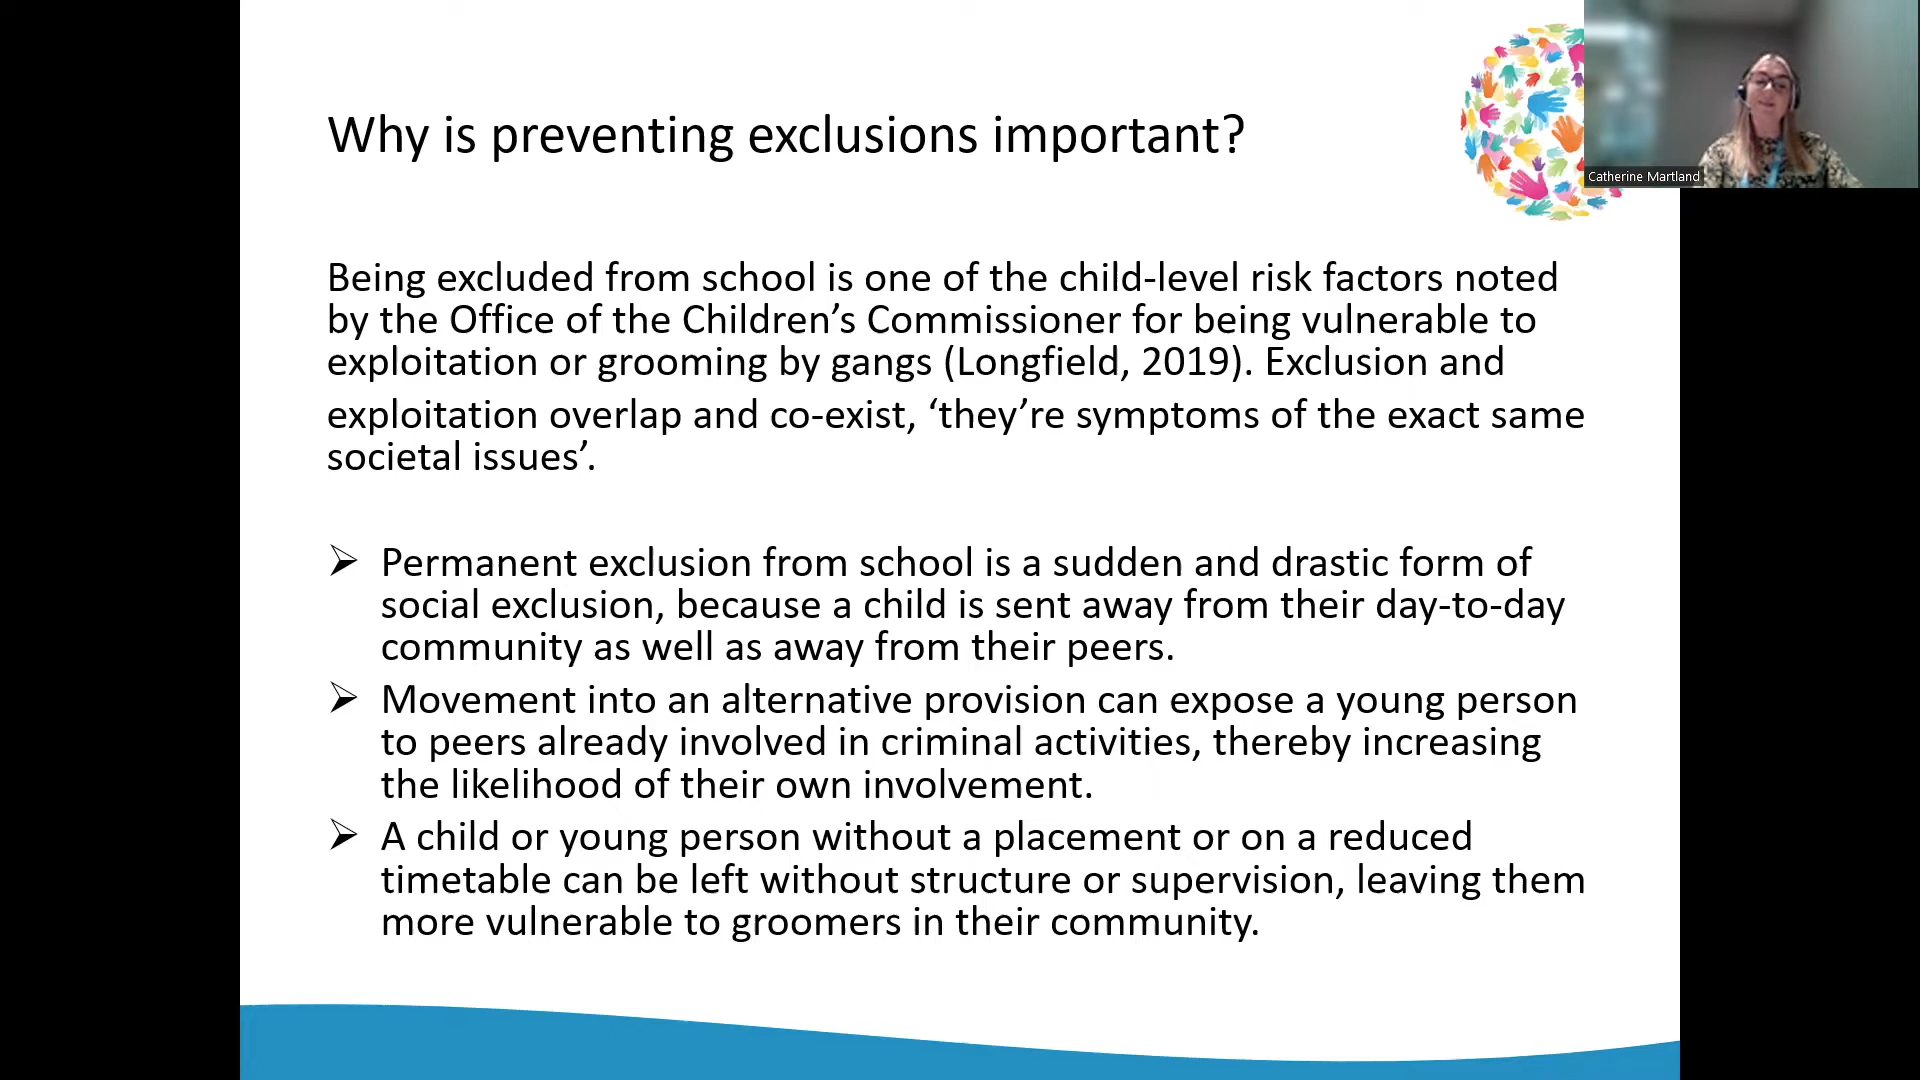 Why is preventing exclusions important?
Catherine Martland
Being excluded from school is one of the child-level risk factors noted
by the Office of the Children’s Commissioner for being vulnerable to
exploitation or grooming by gangs (Longfield, 2019). Exclusion and
exploitation overlap and co-exist, ‘they’re symptoms of the exact same
societal issues’.
Permanent exclusion from school is a sudden and drastic form of
social exclusion, because a child is sent away from their day-to-day
community as well as away from their peers.
Movement into an alternative provision can expose a young person
to peers already involved in criminal activities, thereby increasing
the likelihood of their own involvement.
A child or young person without a placement or on a reduced
timetable can be left without structure or supervision, leaving them
more vulnerable to groomers in their community.